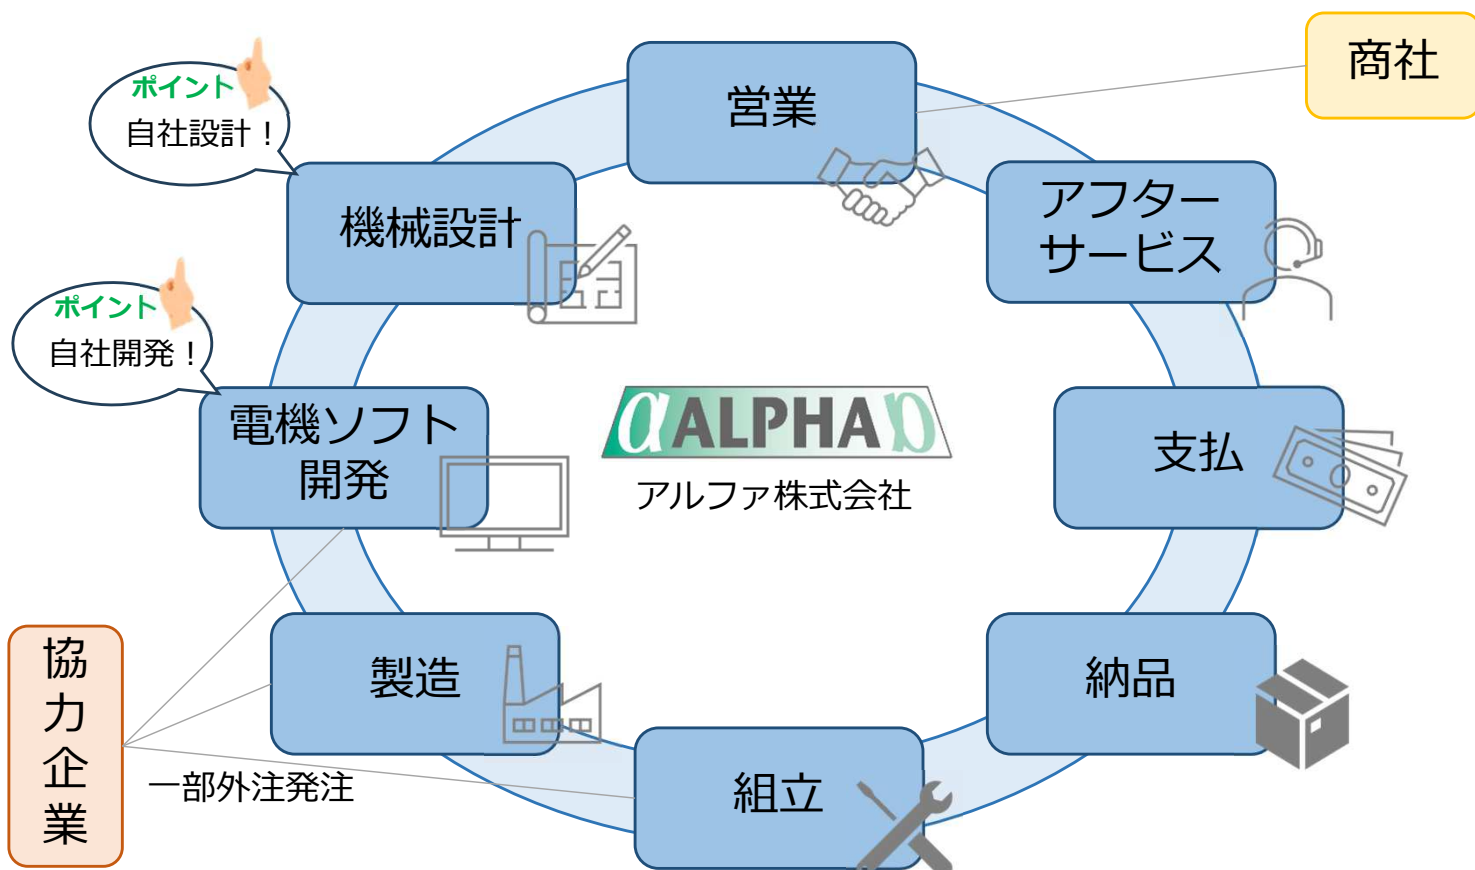 商社
営業
ポイント
自社設計！
機械設計
アフター
サービス
ポイント
自社開発！
電機ソフト
開発
α ALPHA α
アルファ株式会社
支払
協力企業
製造
納品
一部外注発注
組立